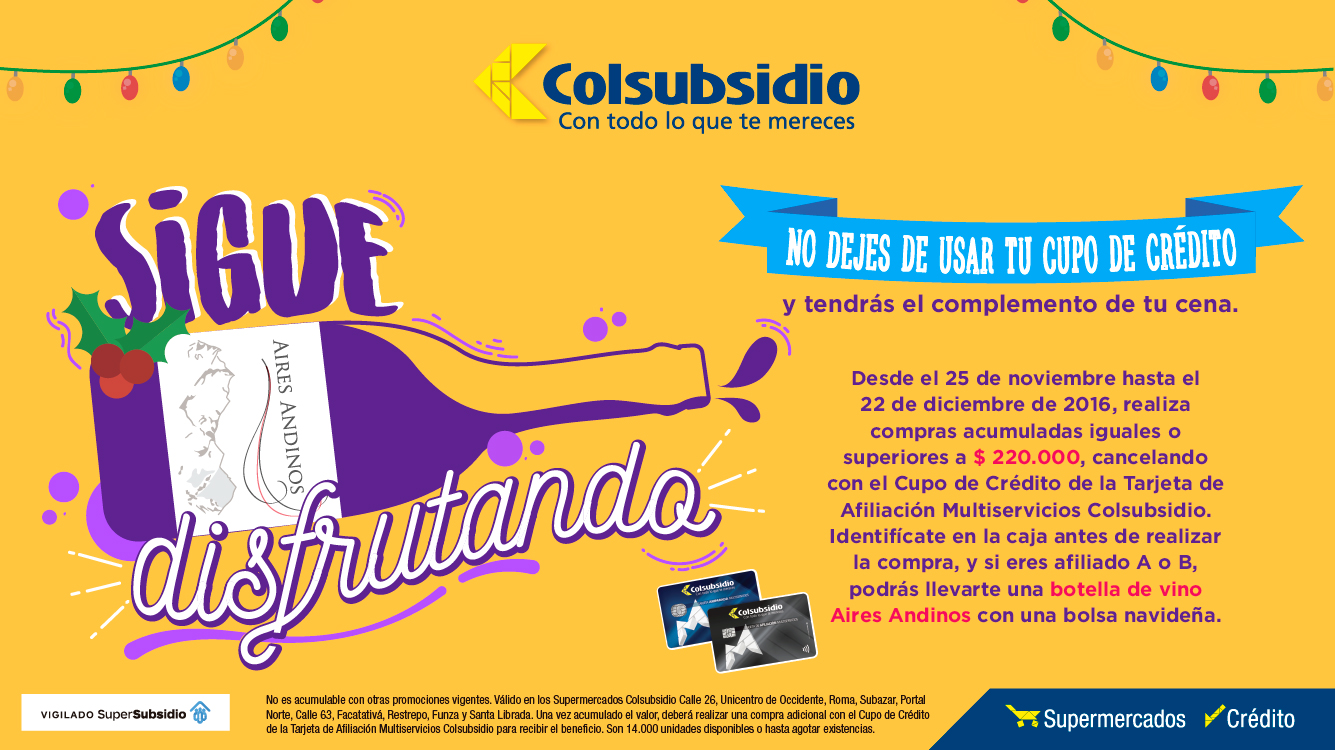 Colsubsidio
Con todo lo que te mereces
SíGUE
AIRES ANDINOS
disfrutando
NO DEJES DE USAR TU CUPO DE CRÉDITO
y tendrás el complemento de tu cena.
Desde el 25 de noviembre hasta el
22 de diciembre de 2016, realiza
compras acumuladas iguales o
superiores a $ 220.000, cancelando
con el Cupo de Crédito de la Tarjeta de
Afiliación Multiservicios Colsubsidio.
Identifícate en la caja antes de realizar
la compra, y si eres afiliado A o B,
podrás llevarte una botella de vino
Aires Andinos con una bolsa navideña.
Colsubsidio
Colsubsidio
VIGILADO SuperSubsidio
No es acumulable con otras promociones vigentes. Válido en los Supermercados Colsubsidio Calle 26, Unicentro de Occidente, Roma, Subazar, Portal
Norte, Calle 63, Facatativá, Restrepo, Funza y Santa Librada. Una vez acumulado el valor, deberá realizar una compra adicional con el Cupo de Crédito
de la Tarjeta de Afiliación Multiservicios Colsubsidio para recibir el beneficio. Son 14.000 unidades disponibles o hasta agotar existencias.
Supermercados
Crédito